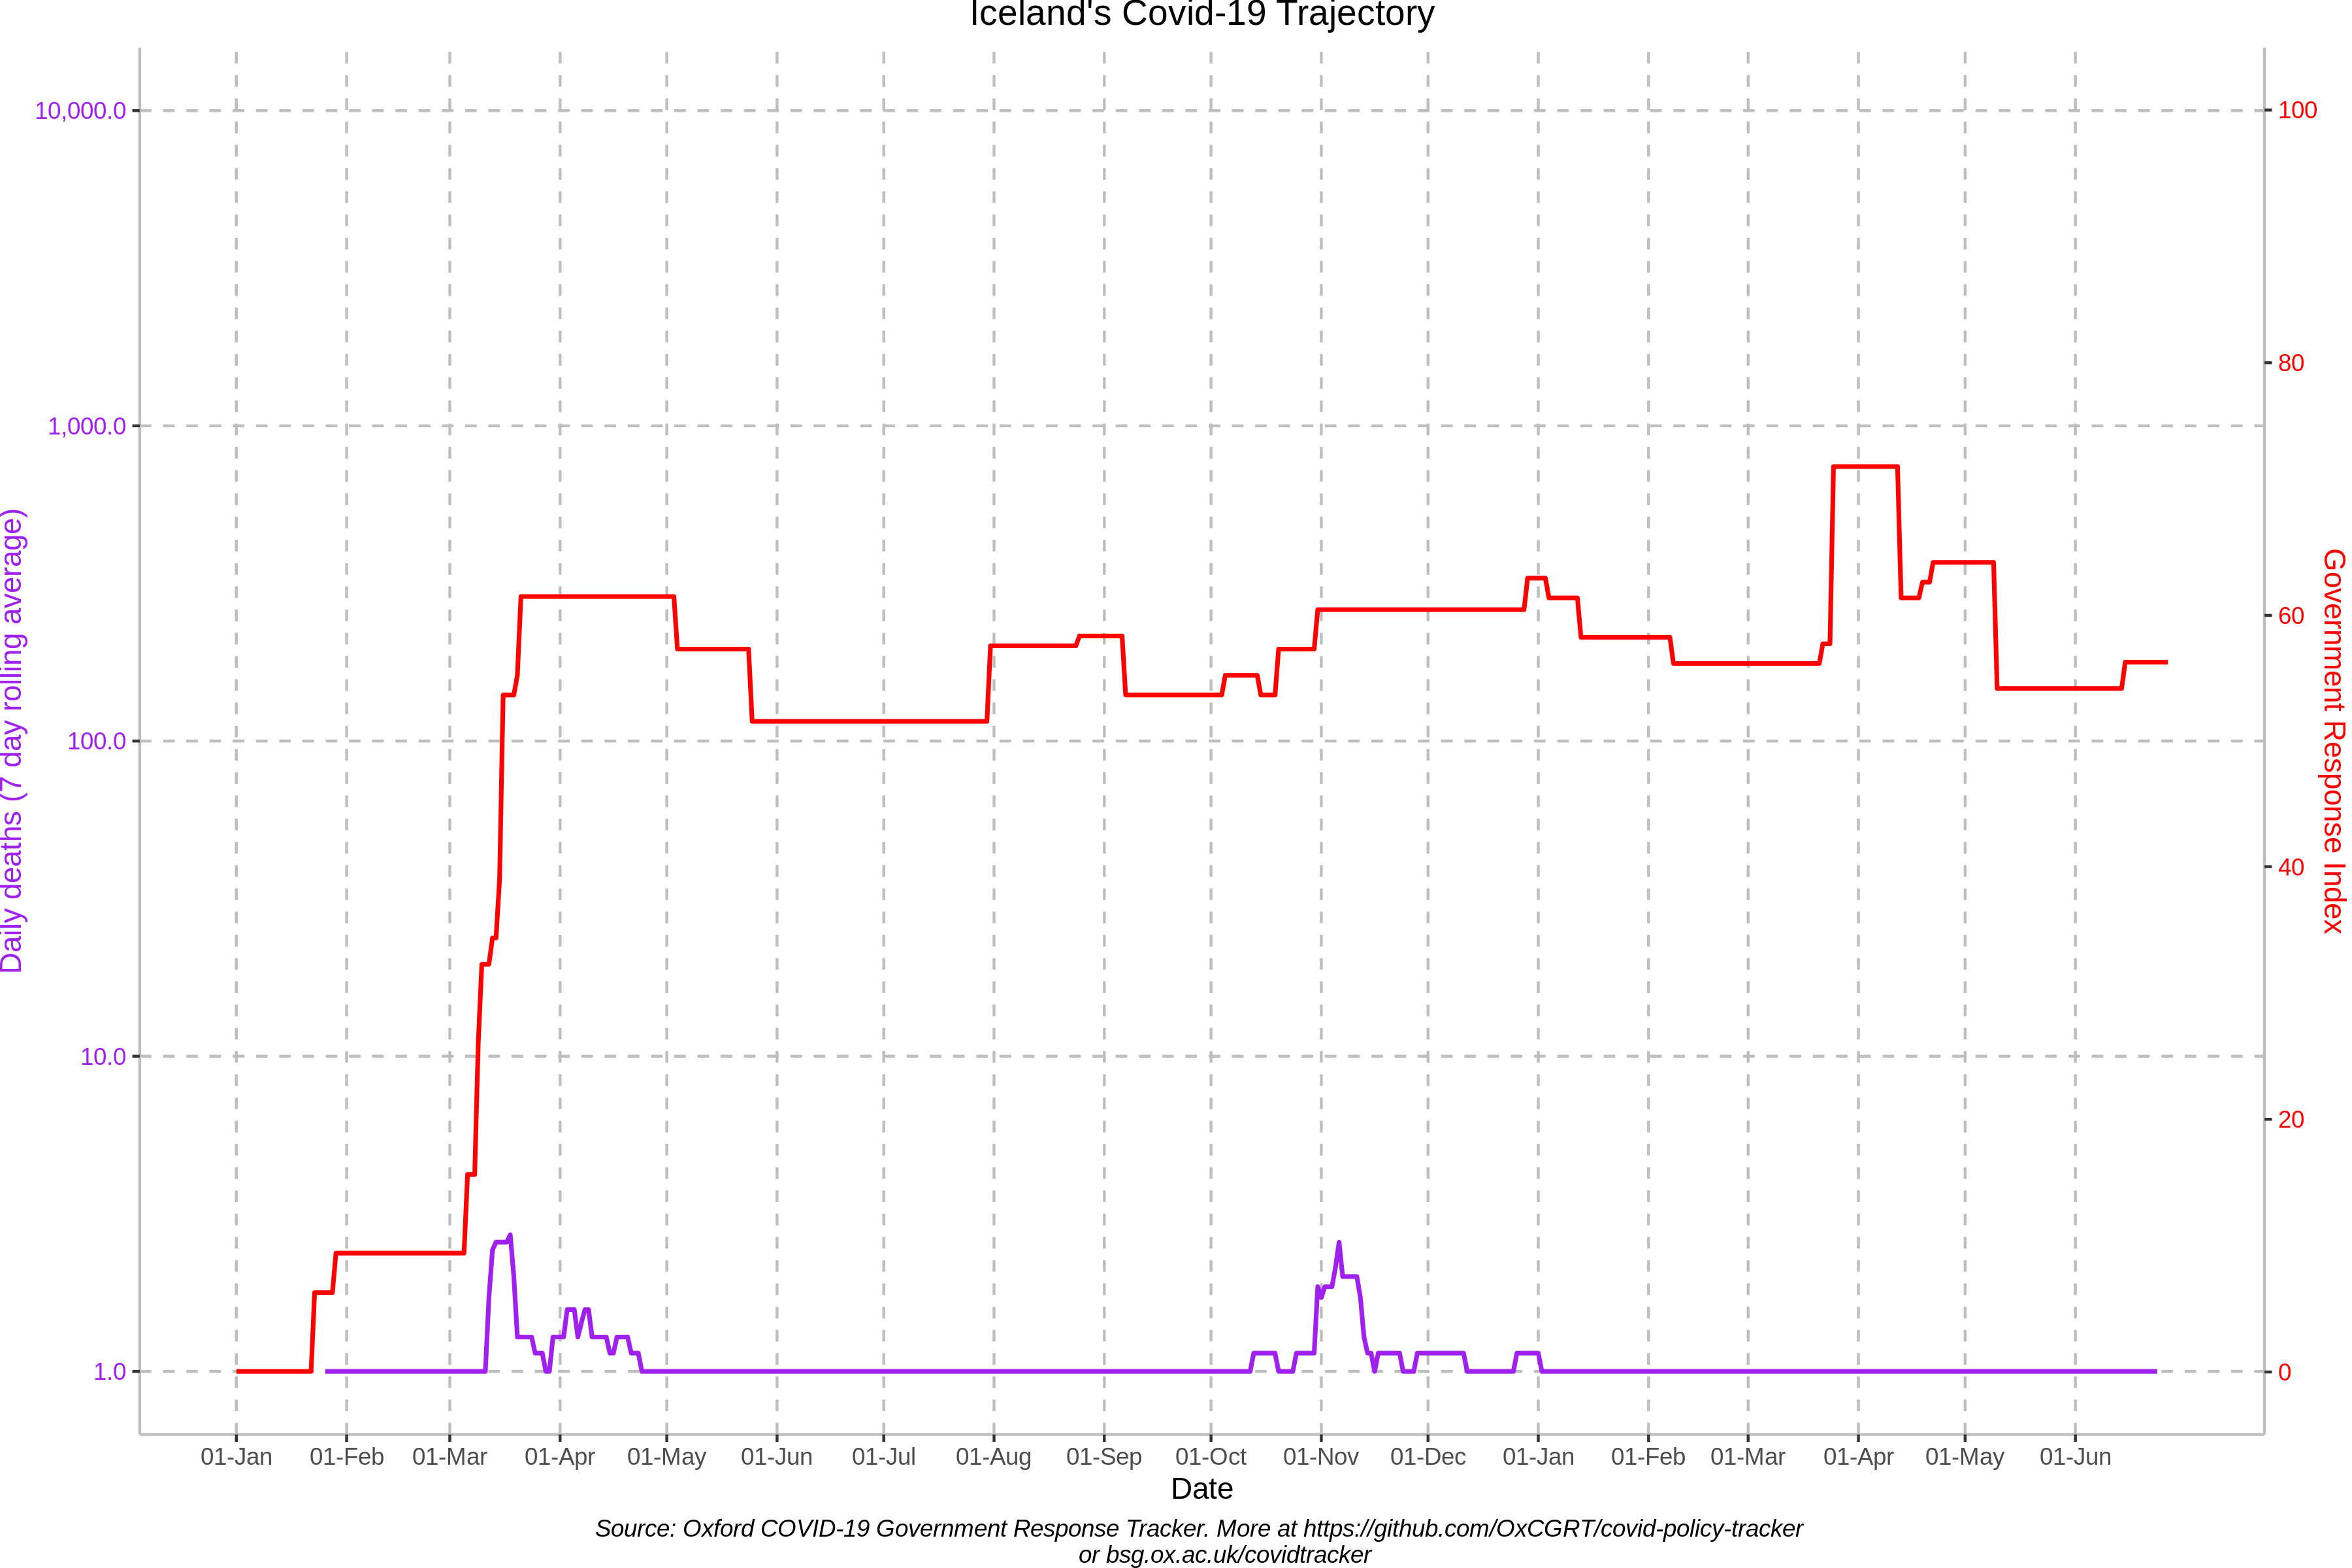 Iceland's Covid-19 Trajectory
10,000.0
1,000.0
100.0
10.0
1.0
Daily deaths (7 day rolling average)
100
80
60
40
20
0
Government Response Index
01-Jan 01-Feb 01-Mar 01-Apr 01-May 01-Jun 01-Jul 01-Aug 01-Sep 01-Oct 01-Nov 01-Dec 01-Jan 01-Feb 01-Mar 01-Apr 01-May 01-Jun
Date
Source: Oxford COVID-19 Government Response Tracker. More at https://github.com/OxCGRT/covid-policy-tracker
or bsg.ox.ac.uk/covidtracker